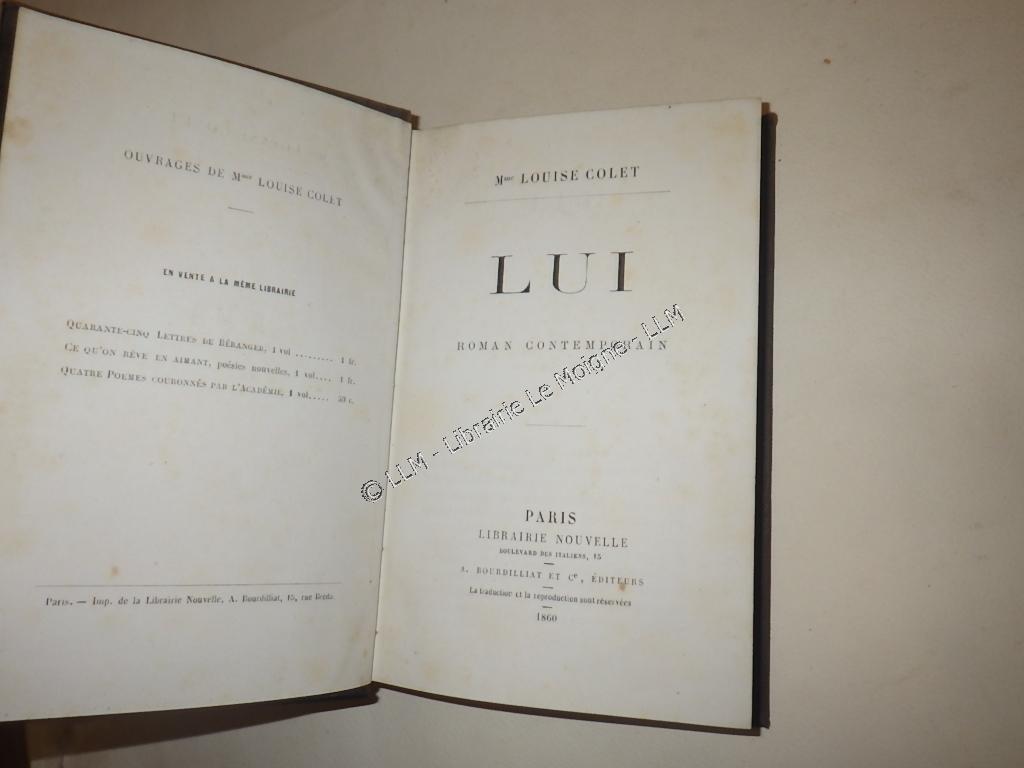 OUVRAGES DE Mme LOUISE COLET
EN VENTE A LA MÊME LIBRAIRIE
QUARANTE-CINQ LETTRES DE BÉRANGER, 1 vol ......... 1 fr.
CE QU'ON RÊVE EN AIMANT, poésies nouvelles, 1 vol.... 1 fr.
QUATRE POEMES COURONNÉS PAR L'ACADÉMIE, 1 vol..... 50 c.
Paris. — Imp. de la Librairie Nouvelle, A. Bourdilliat, 15, rue Breda.
Mme LOUISE COLET
LUI
ROMAN CONTEMPORAIN
PARIS
LIBRAIRIE NOUVELLE
BOULEVARD DES ITALIENS, 15
A. BOURDILLIAT ET Ce, ÉDITEURS
La traduction et la reproduction sont réservées
1860
© LLM - Librairie Le Moigne - LLM